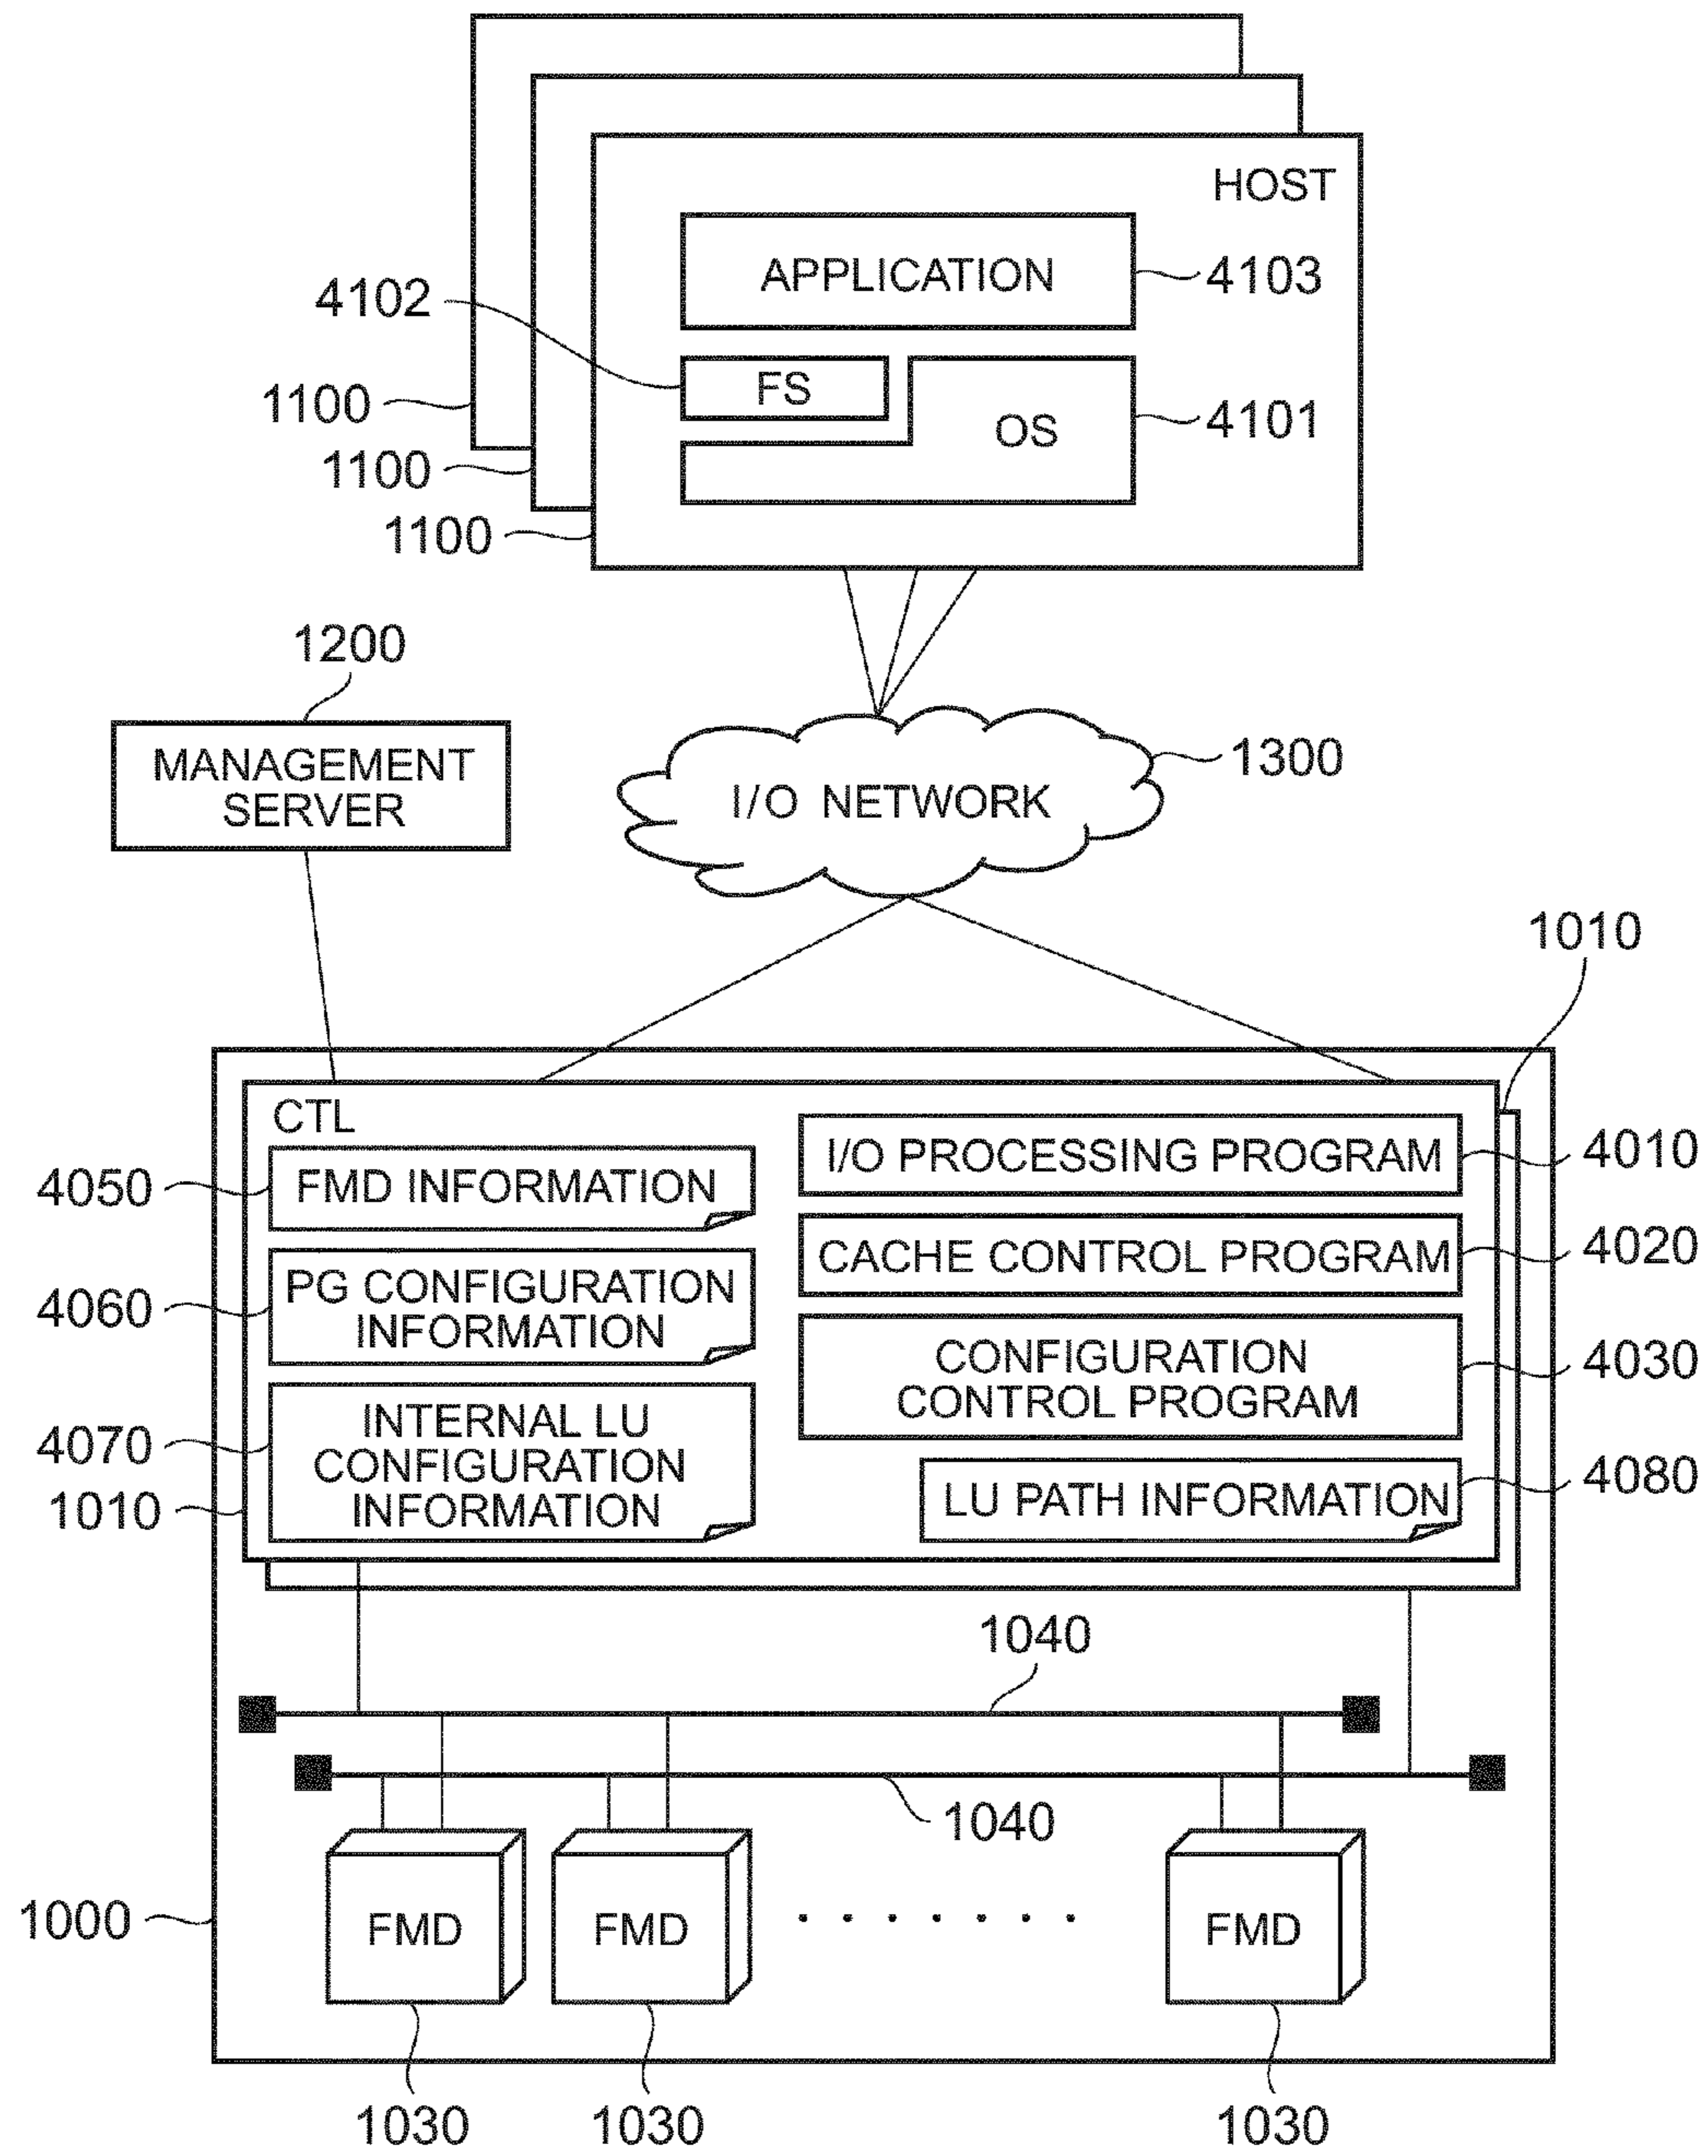 HOST
APPLICATION
4103
4102
FS
1100
OS
4101
1100
1100
1200
MANAGEMENT
SERVER
I/O NETWORK
1300
1010
CTL
I/O PROCESSING PROGRAM
4010
4050
FMD INFORMATION
CACHE CONTROL PROGRAM
4020
4060
PG CONFIGURATION
INFORMATION
CONFIGURATION
CONTROL PROGRAM
4030
4070
INTERNAL LU
CONFIGURATION
INFORMATION
1010
LU PATH INFORMATION
4080
1040
1040
1000
FMD
FMD
FMD
1030
1030
1030